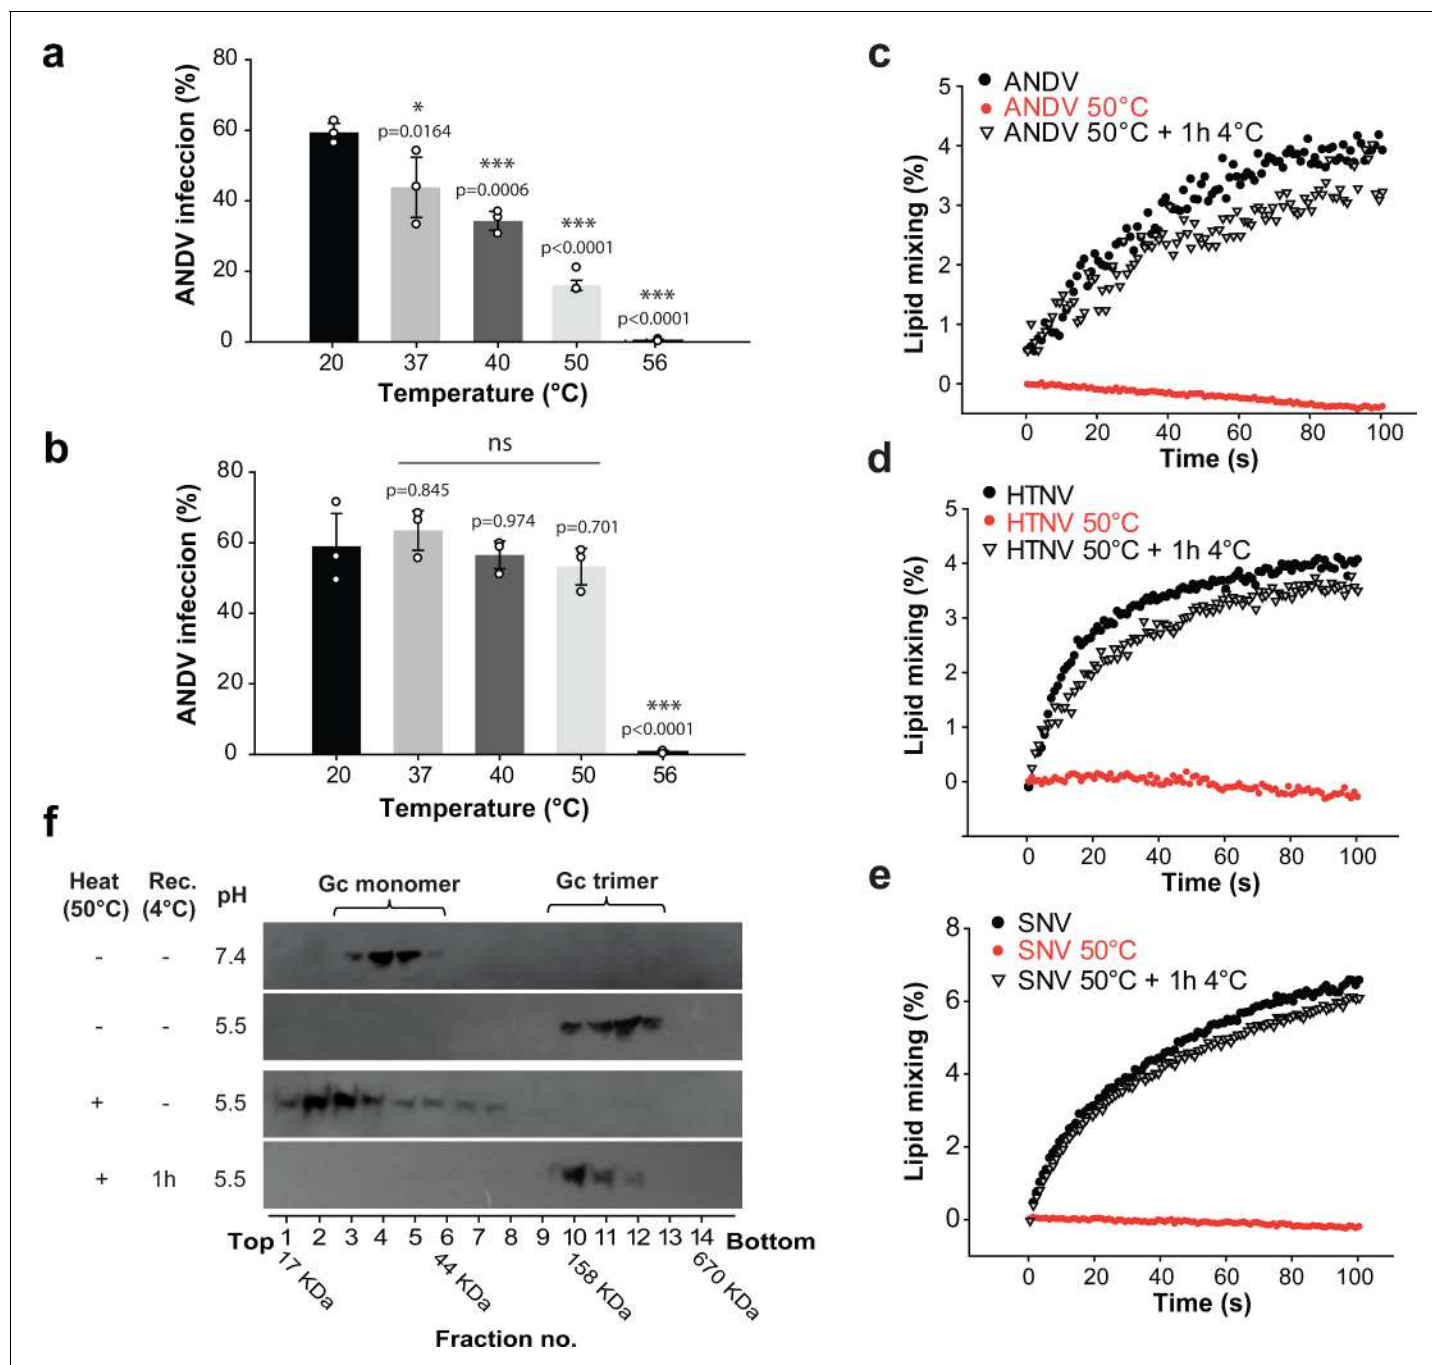 a
ANDV infeccion (%)
80
60
40
20
0
*
p=0.0164
***
p=0.0006
***
p<0.0001
***
p<0.0001
20 37 40 50 56
Temperature (°C)
b
ANDV infeccion (%)
80
60
40
20
0
ns
p=0.845
p=0.974
p=0.701
***
p<0.0001
20 37 40 50 56
Temperature (°C)
f
Heat (50°C)
Rec. (4°C)
pH
Gc monomer
Gc trimer
- - 7.4
- - 5.5
+ - 5.5
+ 1h 5.5
Top 1 2 3 4 5 6 7 8 9 10 11 12 13 14 Bottom
17 KDa
44 KDa
158 KDa
670 KDa
Fraction no.
c
ANDV
ANDV 50°C
ANDV 50°C + 1h 4°C
Lipid mixing (%)
5
4
3
2
1
0
0 20 40 60 80 100
Time (s)
d
HTNV
HTNV 50°C
HTNV 50°C + 1h 4°C
Lipid mixing (%)
5
4
3
2
1
0
0 20 40 60 80 100
Time (s)
e
SNV
SNV 50°C
SNV 50°C + 1h 4°C
Lipid mixing (%)
8
6
4
2
0
0 20 40 60 80 100
Time (s)